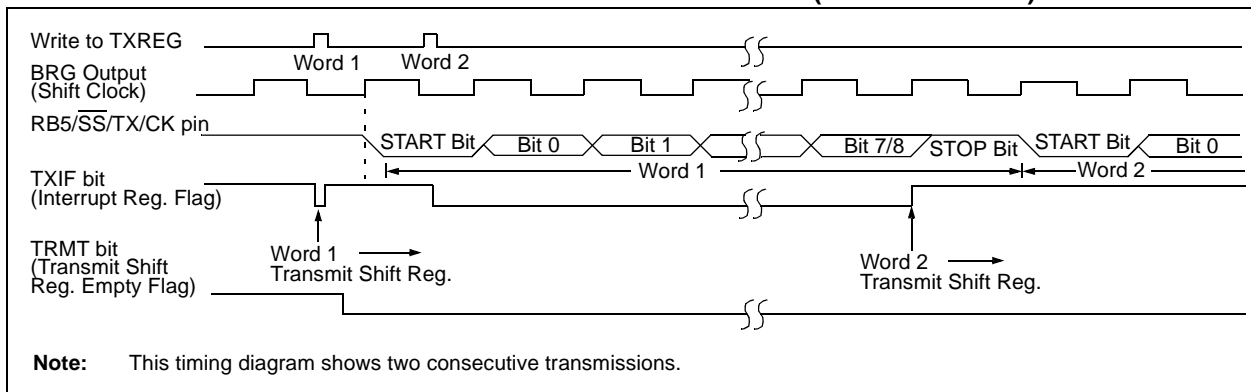 Write to TXREG
Word 1
Word 2
BRG Output
(Shift Clock)
RB5/SS/TX/CK pin
START Bit
Bit 0
Bit 1
Bit 7/8
STOP Bit
START Bit
Bit 0
Word 1
Word 2
TXIF bit
(Interrupt Reg. Flag)
Word 1
Transmit Shift Reg.
Word 2
Transmit Shift Reg.
TRMT bit
(Transmit Shift
Reg. Empty Flag)
Note: This timing diagram shows two consecutive transmissions.